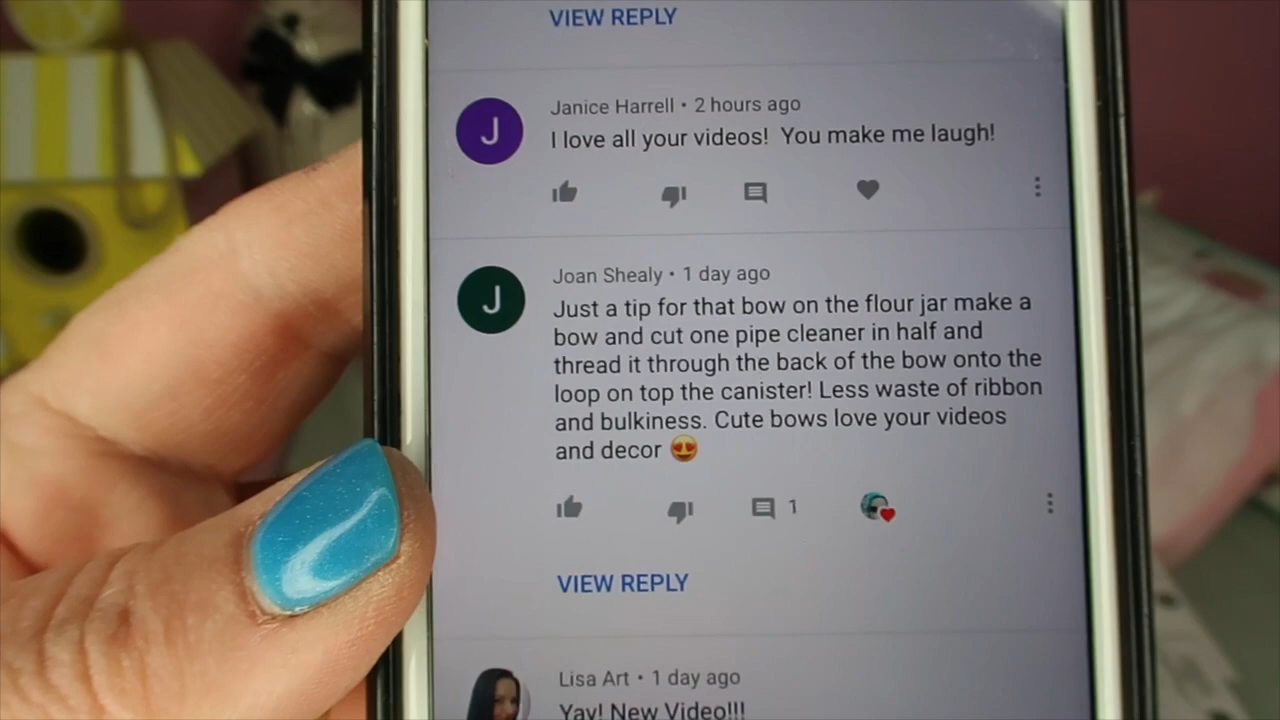 VIEW REPLY
J
Janice Harrell • 2 hours ago
I love all your videos!  You make me laugh!
J
Joan Shealy • 1 day ago
Just a tip for that bow on the flour jar make a
bow and cut one pipe cleaner in half and
thread it through the back of the bow onto the
loop on top the canister! Less waste of ribbon
and bulkiness. Cute bows love your videos
and decor 😍
1
VIEW REPLY
Lisa Art • 1 day ago
Yay! New Video!!!